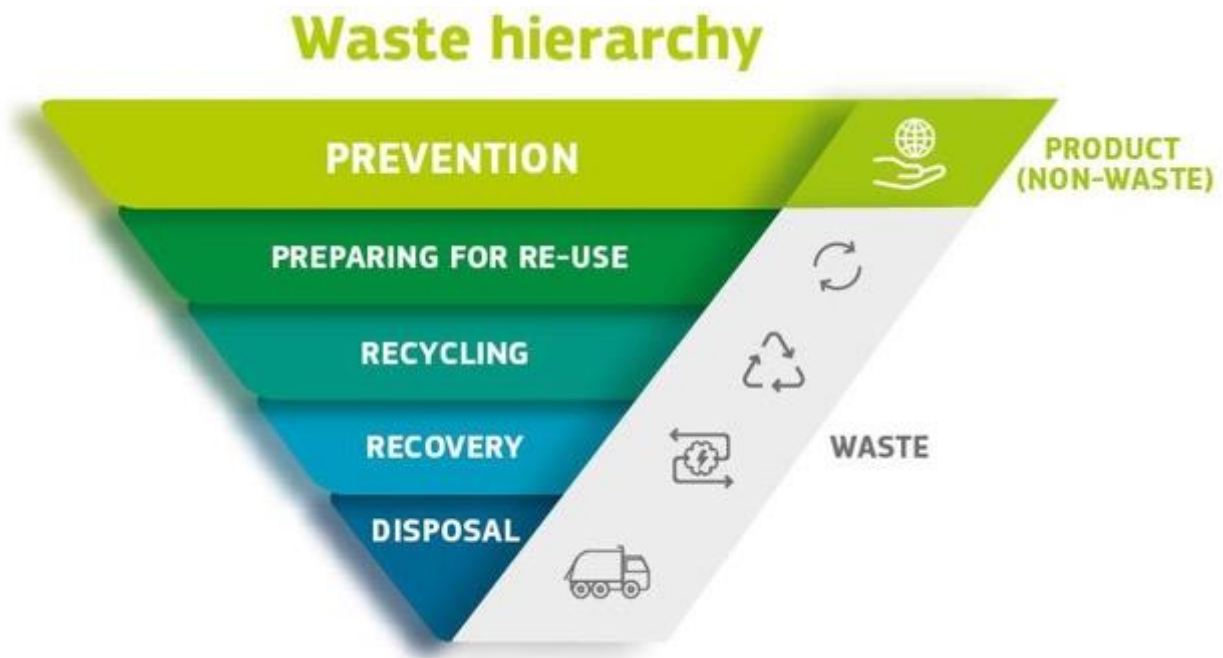 Waste hierarchy
PREVENTION
PRODUCT
(NON-WASTE)
PREPARING FOR RE-USE
RECYCLING
RECOVERY
WASTE
DISPOSAL